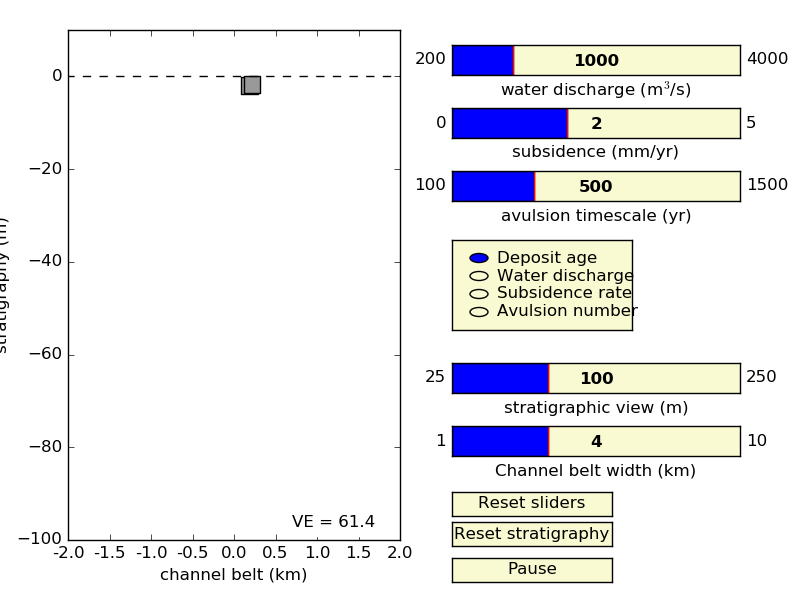 0
−20
−40
−60
−80
−100
-2.0 -1.5 -1.0 -0.5 0.0 0.5 1.0 1.5 2.0
channel belt (km)
stratigraphy (m)
VE = 61.4
200 1000 4000
water discharge (m³/s)
0 2 5
subsidence (mm/yr)
100 500 1500
avulsion timescale (yr)
Deposit age
Water discharge
Subsidence rate
Avulsion number
25 100 250
stratigraphic view (m)
1 4 10
Channel belt width (km)
Reset sliders
Reset stratigraphy
Pause